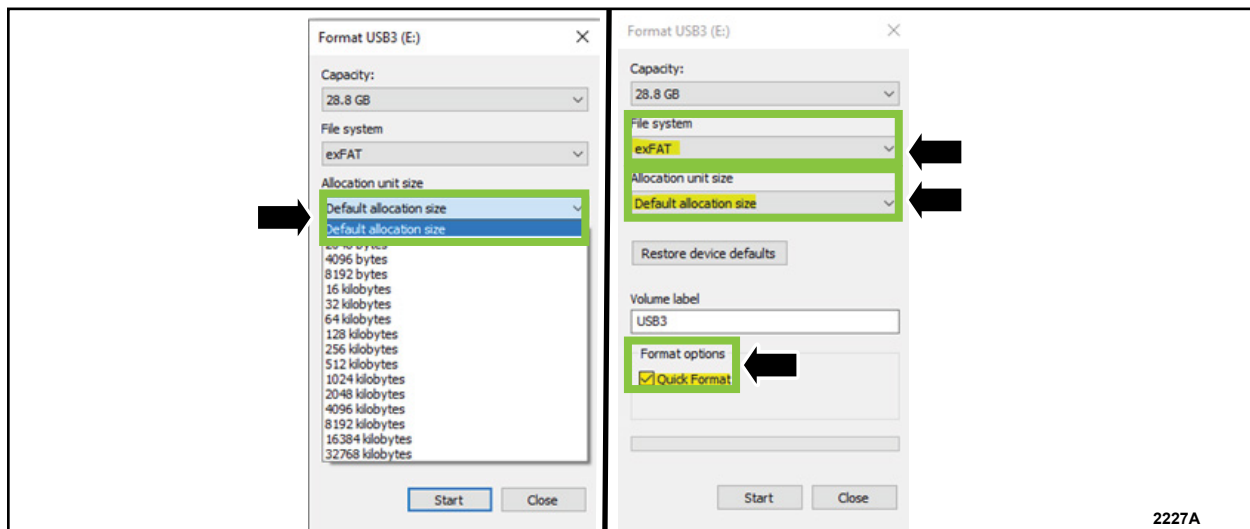 Format USB3 (E:)
Capacity:
28.8 GB
File system
exFAT
Allocation unit size
Default allocation size
Default allocation size
2048 bytes
4096 bytes
8192 bytes
16 kilobytes
32 kilobytes
64 kilobytes
128 kilobytes
256 kilobytes
512 kilobytes
1024 kilobytes
2048 kilobytes
4096 kilobytes
8192 kilobytes
16384 kilobytes
32768 kilobytes
Start Close
Format USB3 (E:)
Capacity:
28.8 GB
File system
exFAT
Allocation unit size
Default allocation size
Restore device defaults
Volume label
USB3
Format options
Quick Format
Start Close
2227A